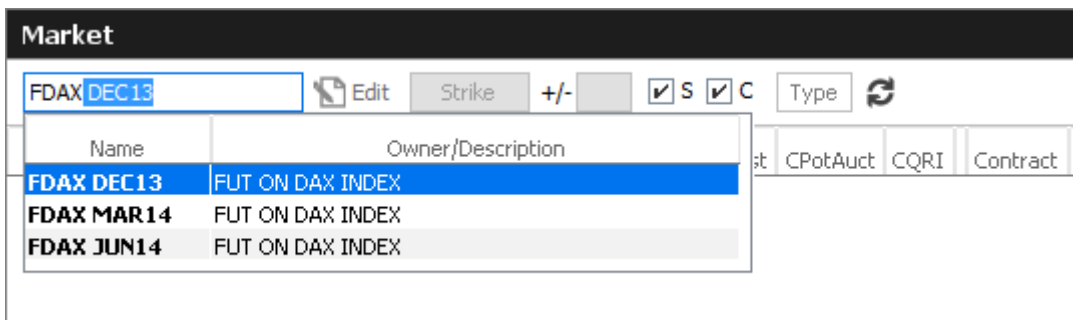 Market
FDAX DEC13 Edit Strike +/- S C Type
Name Owner/Description st CPotAuct CQRI Contract
FDAX DEC13 FUT ON DAX INDEX
FDAX MAR14 FUT ON DAX INDEX
FDAX JUN14 FUT ON DAX INDEX